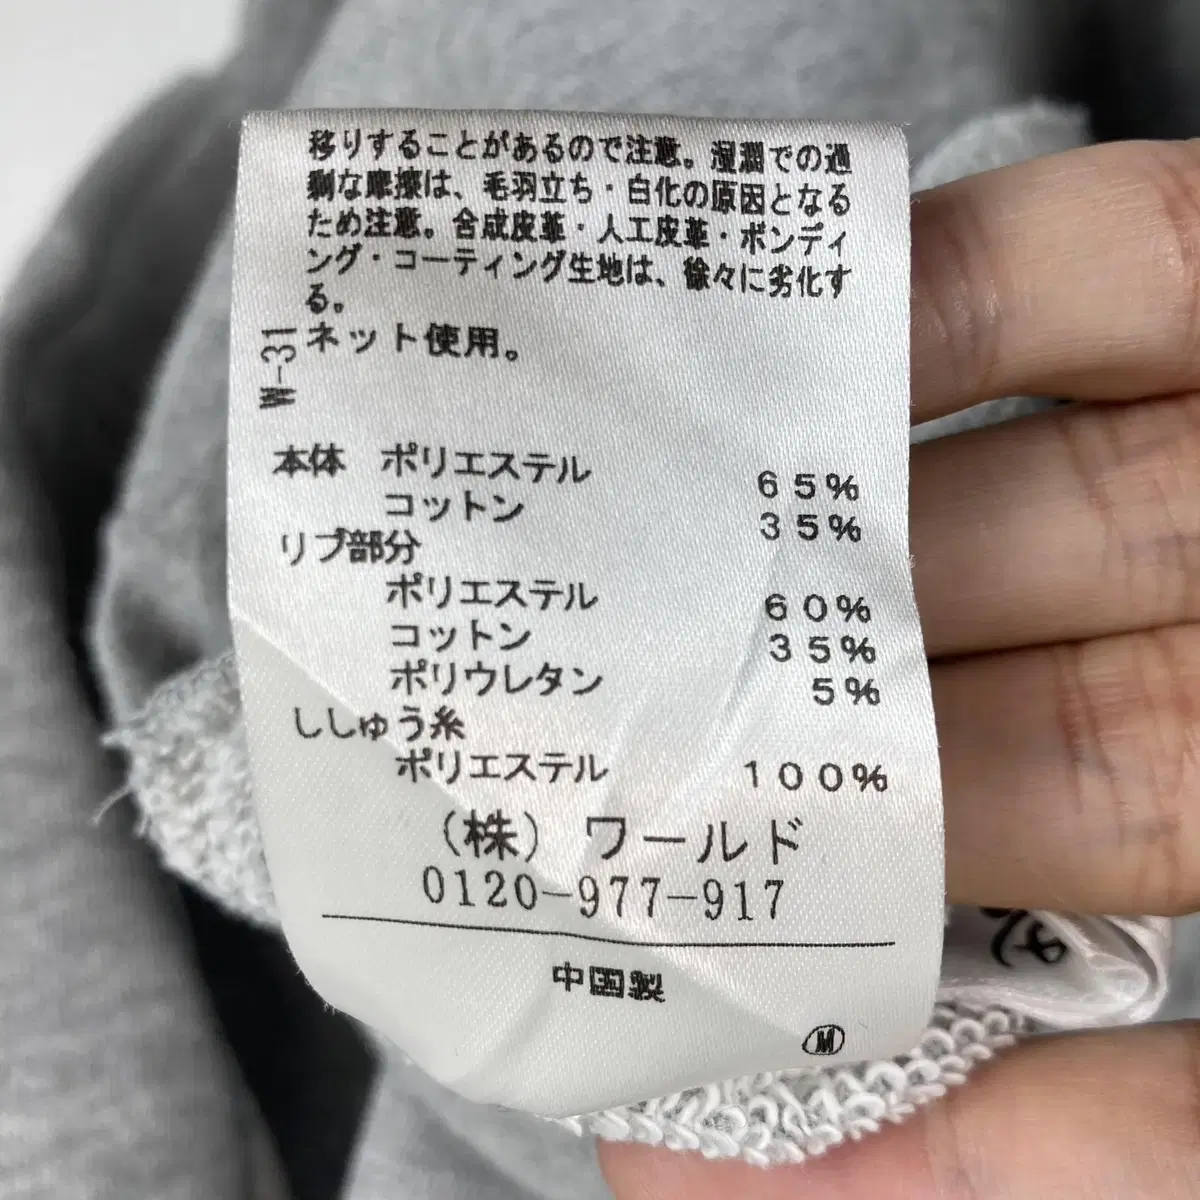 移りすることがあるので注意。湿潤での過
剰な摩擦は、毛羽立ち・白化の原因となる
ため注意。合成皮革・人工皮革・ボンディ
ング・コーティング生地は、徐々に劣化す
る。
ネット使用。
W-31
本体 ポリエステル 65%
コットン 35%
リブ部分
ポリエステル 60%
コットン 35%
ポリウレタン 5%
ししゅう糸
ポリエステル 100%
(株) ワールド
0120-977-917
中国製
M